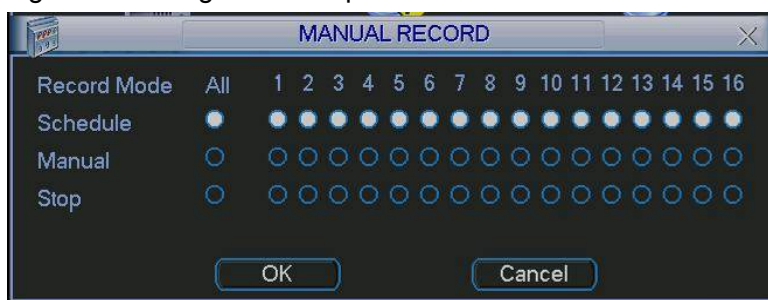 MANUAL RECORD
Record Mode All 1 2 3 4 5 6 7 8 9 10 11 12 13 14 15 16
Schedule
Manual
Stop
OK Cancel